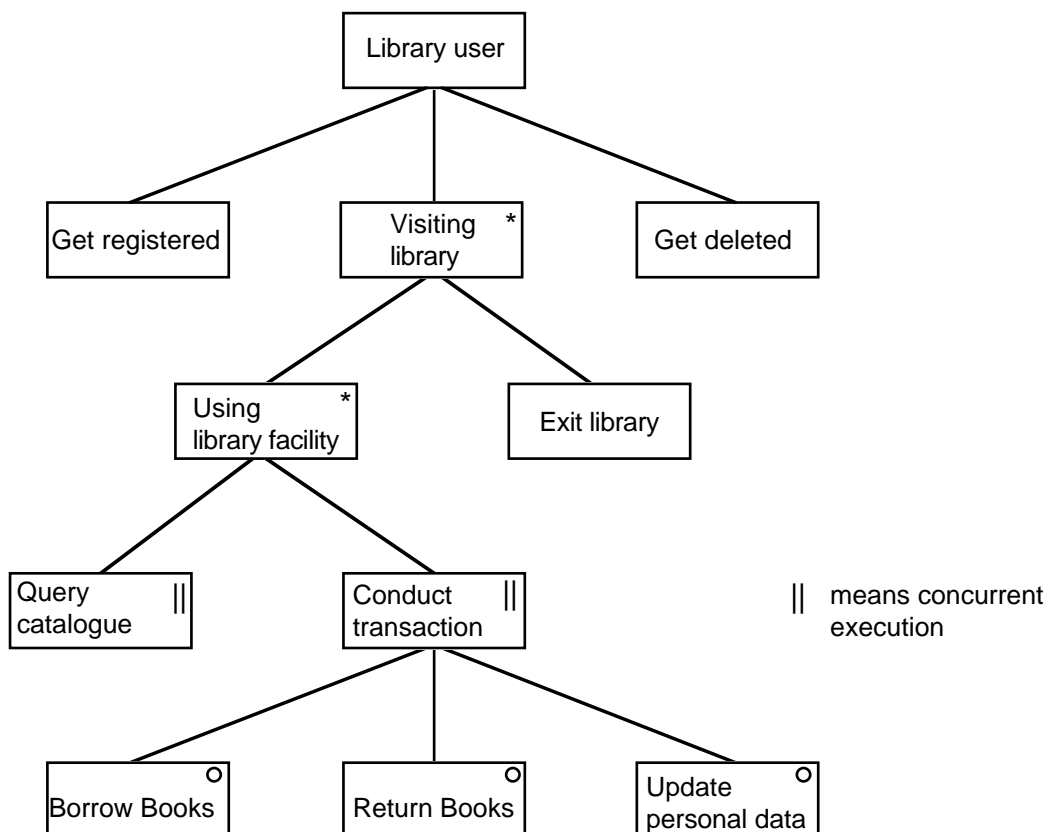 Library user
Get registered
Visiting *
library
Get deleted
Using *
library facility
Exit library
Query ||
catalogue
Conduct ||
transaction
|| means concurrent
execution
Borrow Books
Return Books
Update
personal data